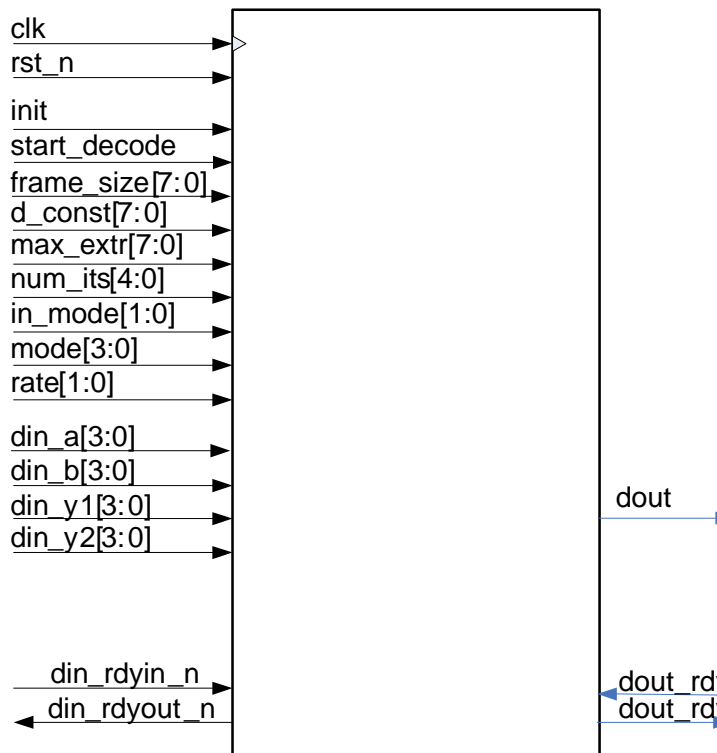 clk
rst_n
init
start_decode
frame_size[7:0]
d_const[7:0]
max_extr[7:0]
num_its[4:0]
in_mode[1:0]
mode[3:0]
rate[1:0]
din_a[3:0]
din_b[3:0]
din_y1[3:0]
din_y2[3:0]
dout
din_rdyin_n
dout_rdy
din_rdyout_n
dout_rdy